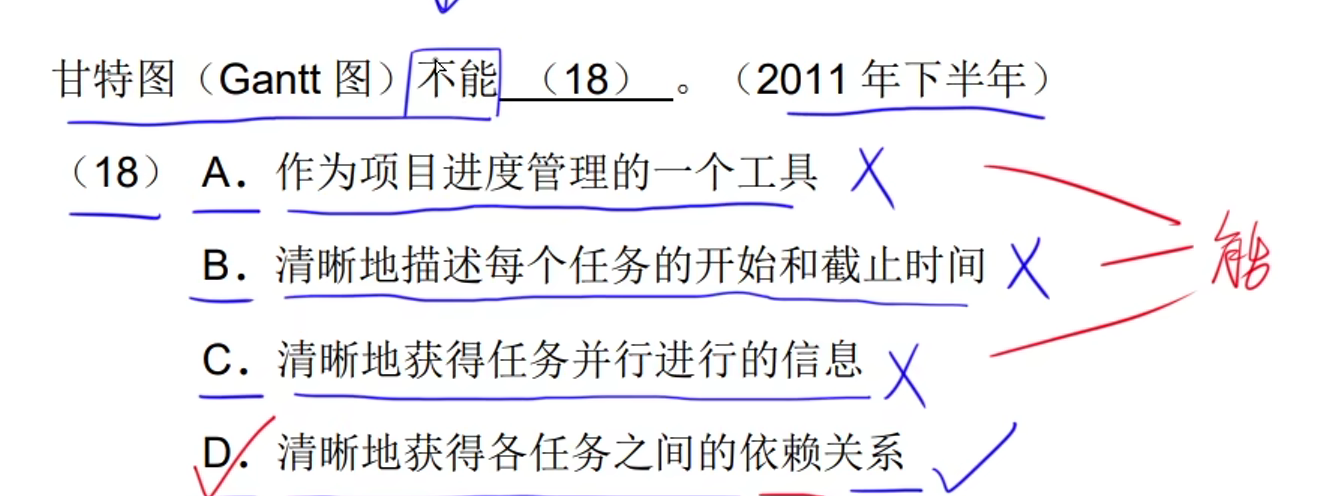 甘特图（Gantt 图）不能（18）。（2011 年下半年）
（18） A．作为项目进度管理的一个工具
B．清晰地描述每个任务的开始和截止时间
能
C．清晰地获得任务并行进行的信息
D．清晰地获得各任务之间的依赖关系